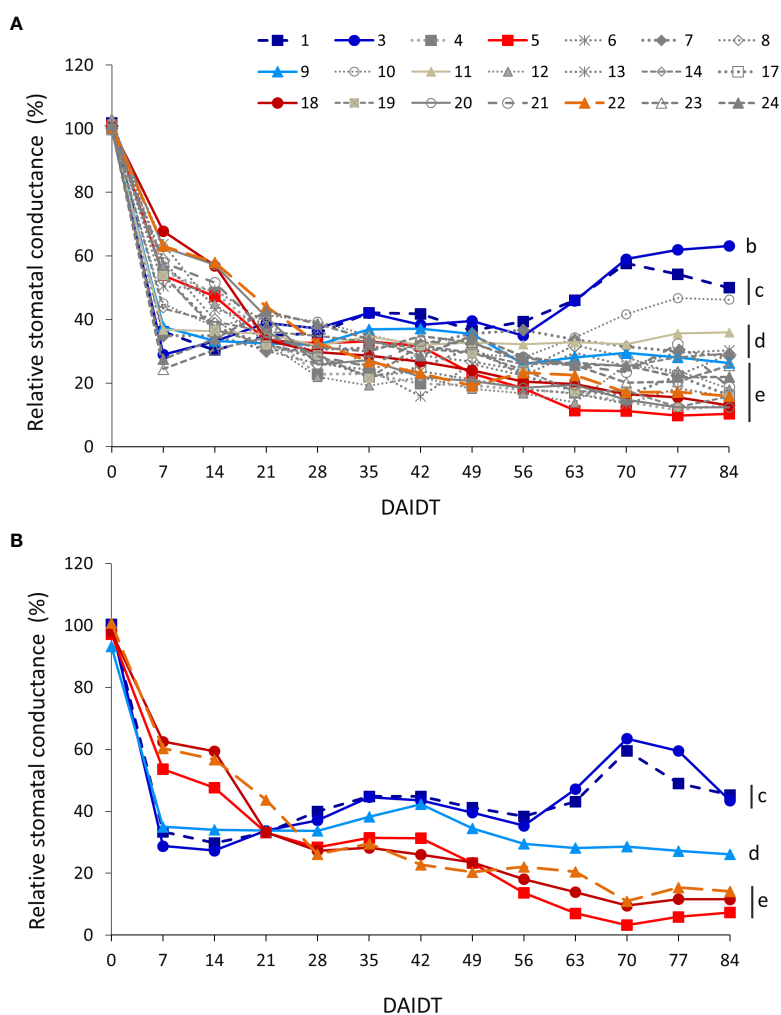 A
1 3 4 5 6 7 8
9 10 11 12 13 14 17
18 19 20 21 22 23 24
Relative stomatal conductance (%)
120
100
80
60
40
20
0
b
c
d
e
0 7 14 21 28 35 42 49 56 63 70 77 84
DAIDT
B
Relative stomatal conductance (%)
120
100
80
60
40
20
0
c
d
e
0 7 14 21 28 35 42 49 56 63 70 77 84
DAIDT